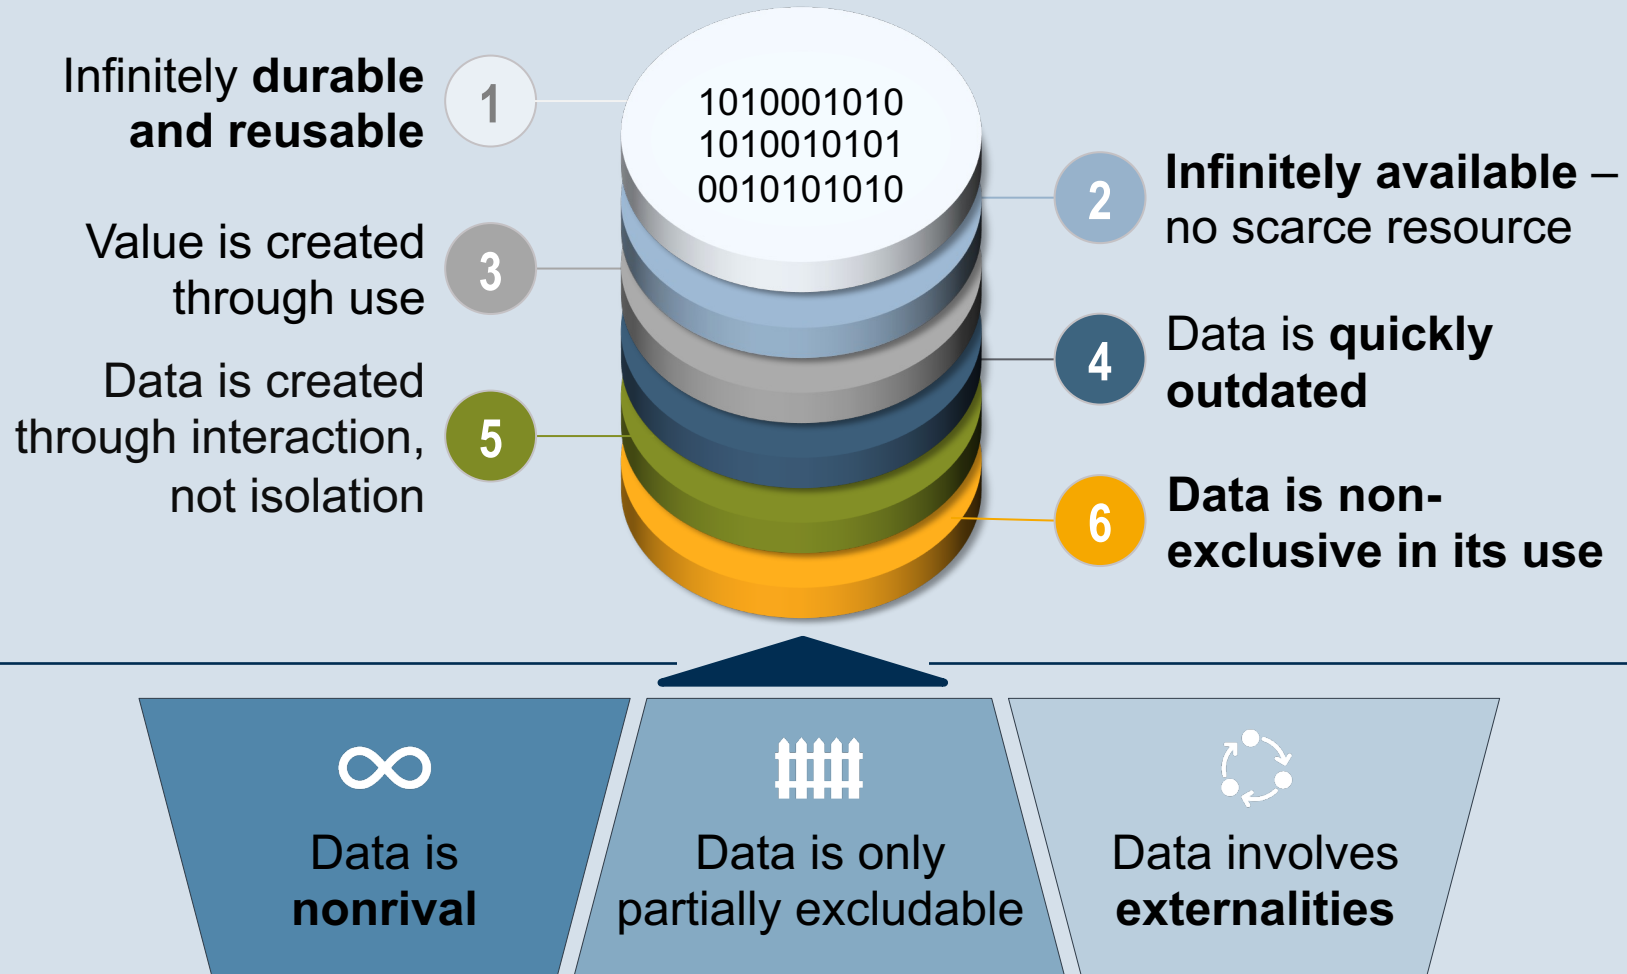 Infinitely durable
and reusable
1
1010001010
1010010101
0010101010
2
Infinitely available –
no scarce resource
Value is created
through use
3
4
Data is quickly
outdated
Data is created
through interaction,
not isolation
5
6
Data is non-
exclusive in its use
Data is
nonrival
Data is only
partially excludable
Data involves
externalities